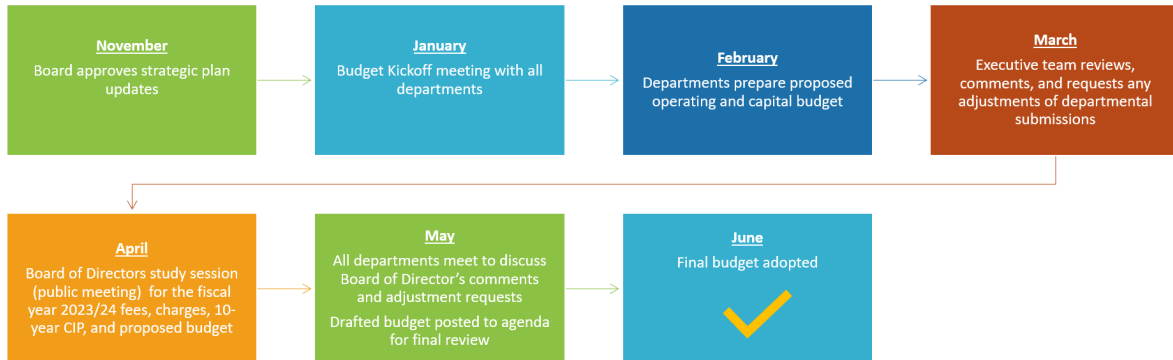 November
Board approves strategic plan
updates
January
Budget Kickoff meeting with all
departments
February
Departments prepare proposed
operating and capital budget
March
Executive team reviews,
comments, and requests any
adjustments of departmental
submissions
April
Board of Directors study session
(public meeting)  for the fiscal
year 2023/24 fees, charges, 10-
year CIP, and proposed budget
May
All departments meet to discuss
Board of Director's comments
and adjustment requests
Drafted budget posted to agenda
for final review
June
Final budget adopted